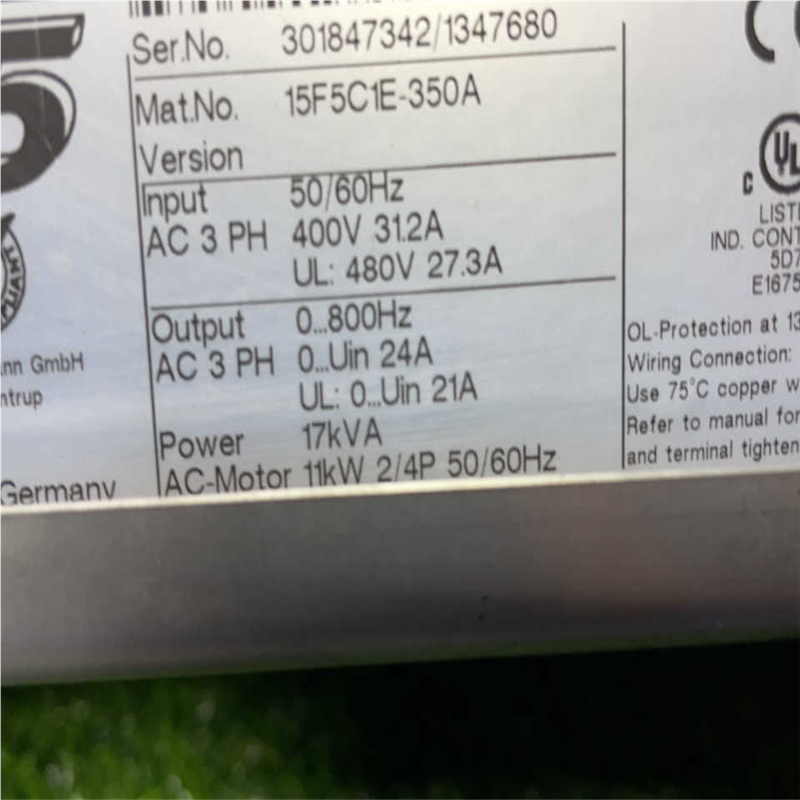 Ser.No. 301847342/1347680
Mat.No. 15F5C1E-350A
Version
Input 50/60Hz
AC 3 PH 400V 31.2A
UL: 480V 27.3A
Output 0...800Hz
AC 3 PH 0...Uin 24A
UL: 0...Uin 21A
Power 17kVA
AC-Motor 11kW 2/4P 50/60Hz
GmbH
Germany
C UL
IND.
OL-Protection at 13
Wiring Connection:
Use 75°C copper
Refer to manual for
and terminal tighten